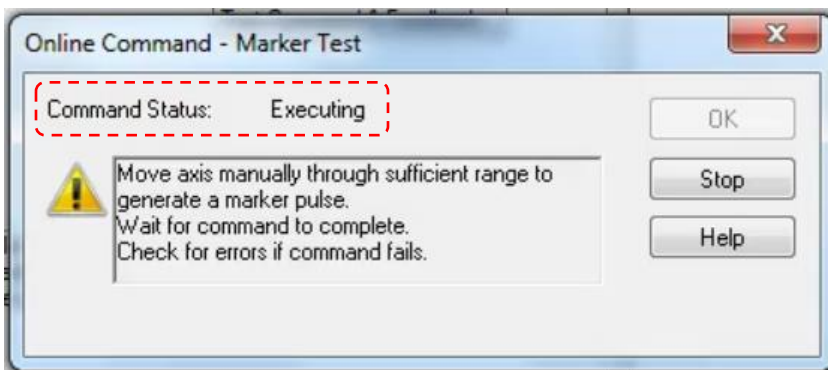 Online Command - Marker Test
Command Status: Executing
OK
Move axis manually through sufficient range to
generate a marker pulse.
Wait for command to complete.
Check for errors if command fails.
Stop
Help